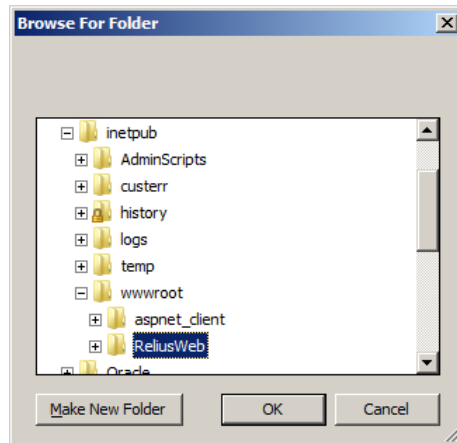 Browse For Folder
inetpub
AdminScripts
custerr
history
logs
temp
wwwroot
aspnet_client
ReliusWeb
Oracle
Make New Folder
OK
Cancel